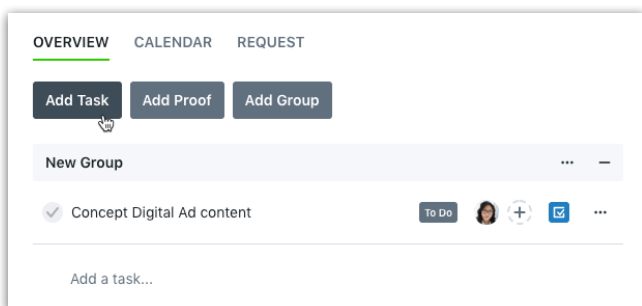 OVERVIEW CALENDAR REQUEST
Add Task Add Proof Add Group
New Group
Concept Digital Ad content To Do
Add a task...